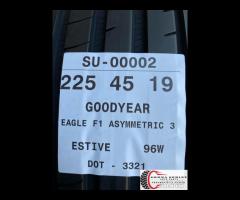 SU-00002
225 45 19
GOODYEAR
EAGLE F1 ASYMMETRIC 3
ESTIVE 96W
DOT - 3321